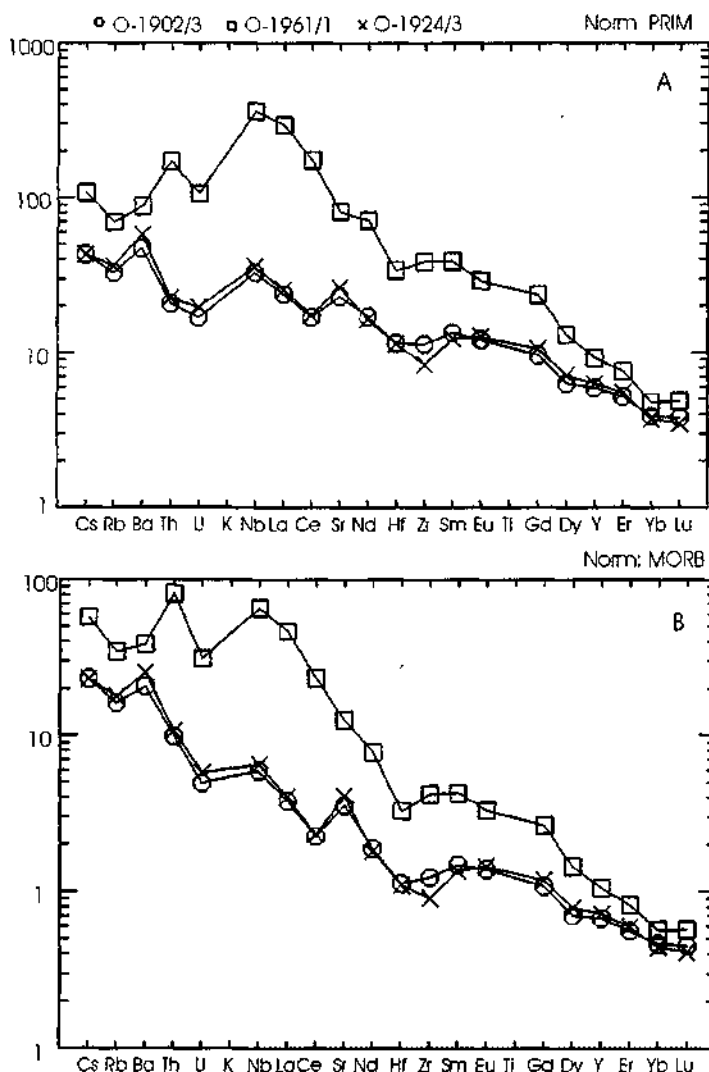 O-1902/3 O-1961/1 × O-1924/3 Norm PRIM
1000
A
100
10
1
Cs Rb Ba Th U K Nb La Ce Sr Nd Hf Zr Sm Eu Ti Gd Dy Y Er Yb Lu
Norm: MORB
100
B
10
1
1
Cs Rb Ba Th U K Nb La Ce Sr Nd Hf Zr Sm Eu Ti Gd Dy Y Er Yb Lu